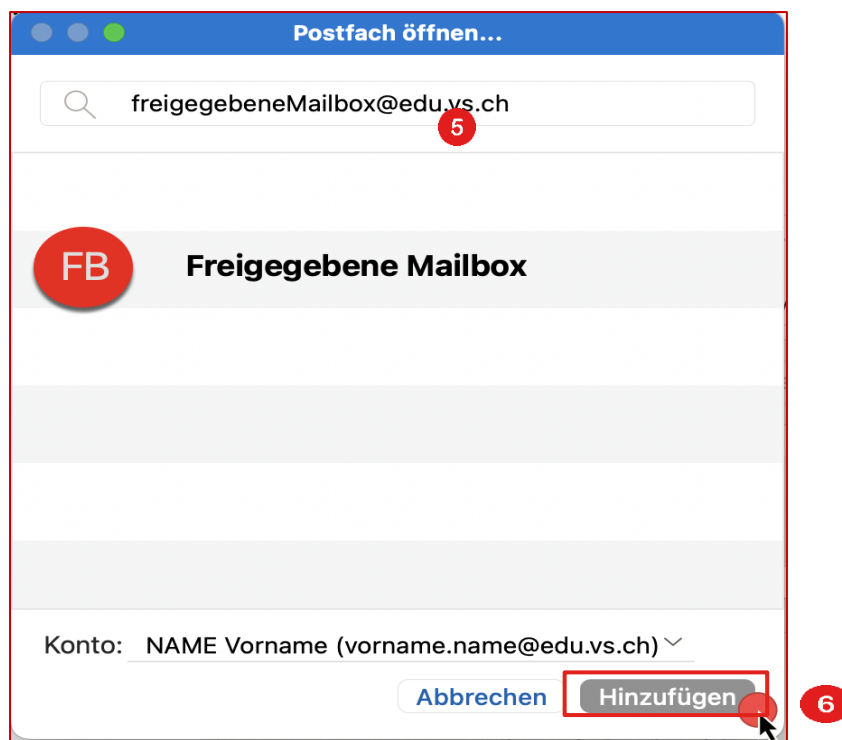 Postfach öffnen...
freigegebeneMailbox@edu.vs.ch
5
FB Freigegebene Mailbox
Konto: NAME Vorname (vorname.name@edu.vs.ch)
Abbrechen Hinzufügen
6